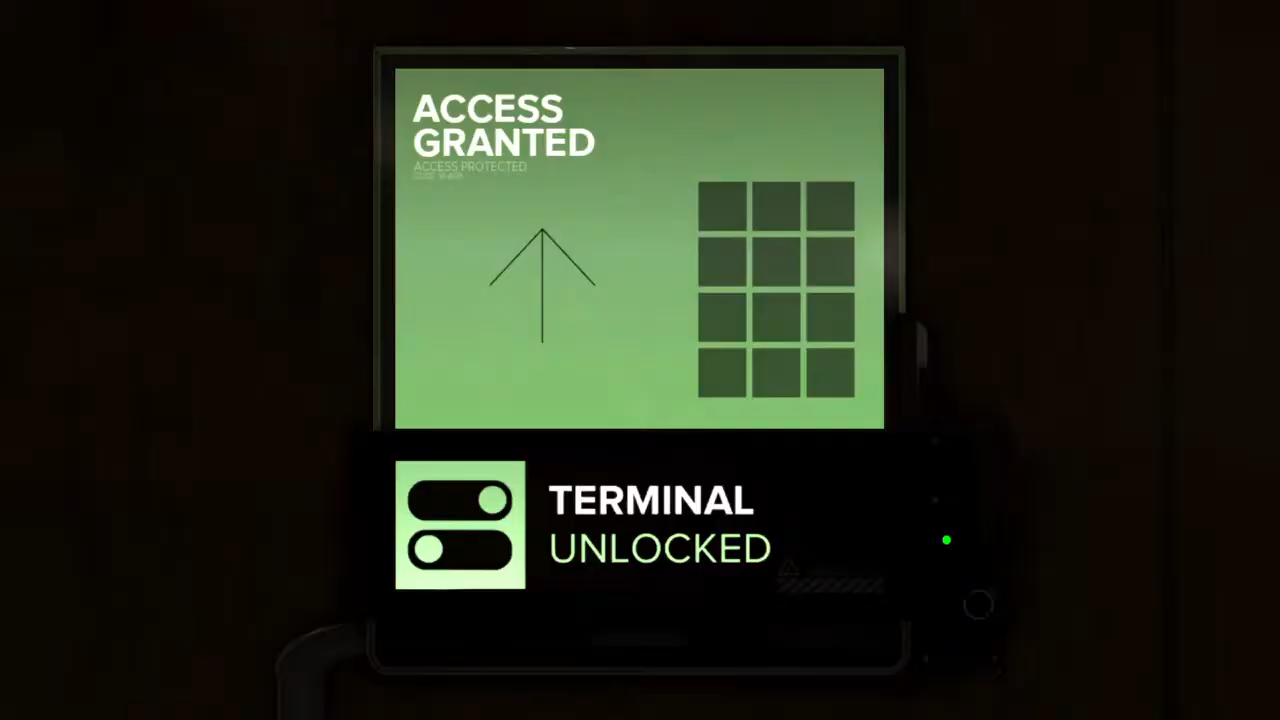 ACCESS
GRANTED
ACCESS PROTECTED
TERMINAL
UNLOCKED